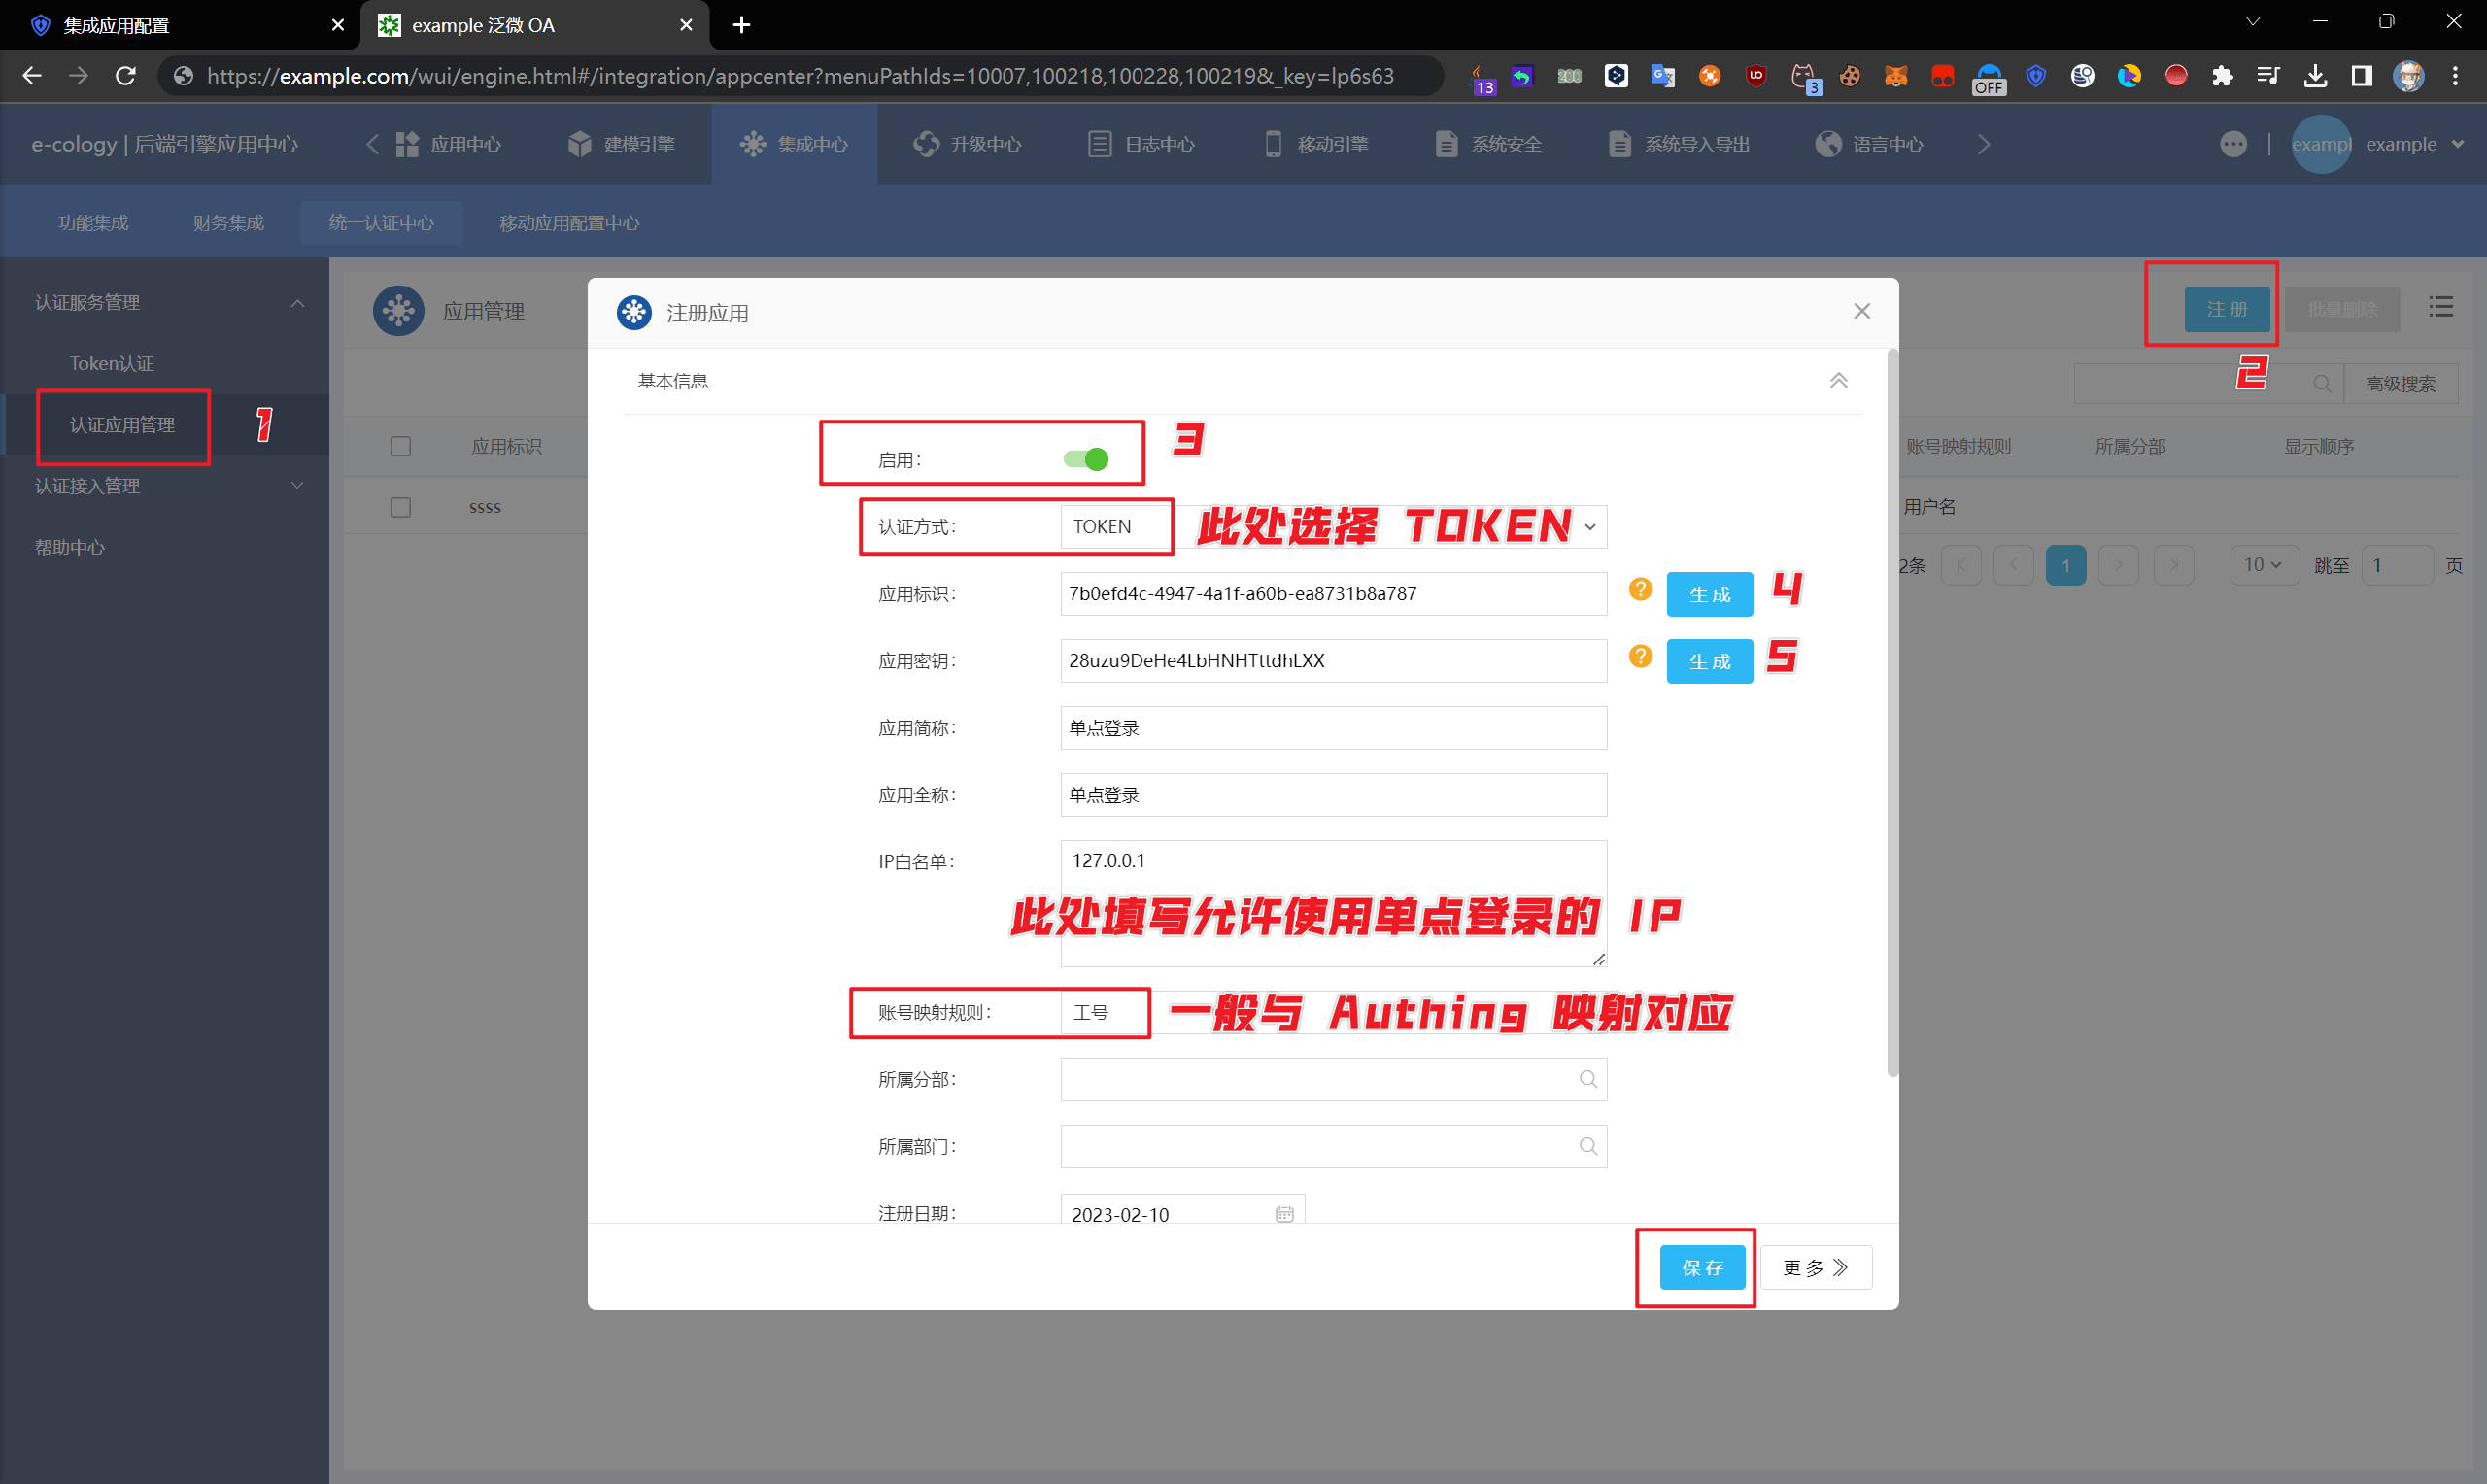 集成应用配置
example 泛微 OA
https://example.com/wui/engine.html#/integration/appcenter?menuPathIds=10007,100218,100228,100219&_key=lp6s63
13
200
3
OFF
e-cology | 后端引擎应用中心
应用中心
建模引擎
集成中心
升级中心
日志中心
移动引擎
系统安全
系统导入导出
语言中心
exampl
example
功能集成
财务集成
统一认证中心
移动应用配置中心
认证服务管理
Token认证
认证应用管理
1
认证接入管理
帮助中心
应用管理
注 册
批量删除
2
高级搜索
应用标识
账号映射规则
所属分部
显示顺序
ssss
用户名
2条
1
10
跳至
1
页
注册应用
基本信息
启用：
3
认证方式：
TOKEN
此处选择 TOKEN
应用标识：
7b0efd4c-4947-4a1f-a60b-ea8731b8a787
?
生 成
4
应用密钥：
28uzu9DeHe4LbHNHTttdhLXX
?
生 成
5
应用简称：
单点登录
应用全称：
单点登录
IP白名单：
127.0.0.1
此处填写允许使用单点登录的 IP
账号映射规则：
工号
一般与 Authing 映射对应
所属分部：
所属部门：
注册日期：
2023-02-10
保 存
更 多